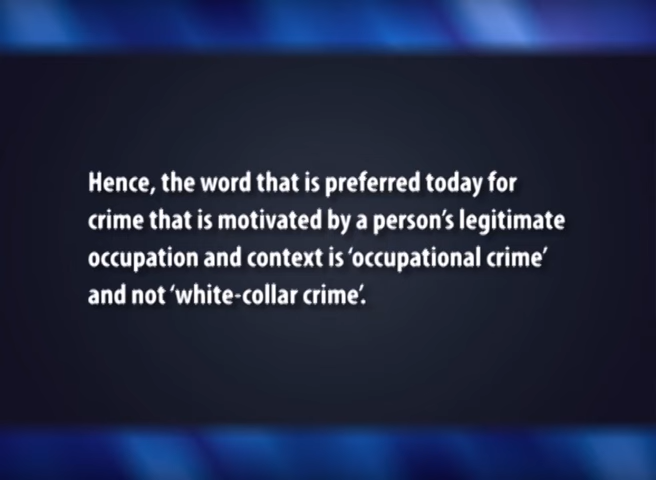 Hence, the word that is preferred today for
crime that is motivated by a person's legitimate
occupation and context is ‘occupational crime’
and not ‘white-collar crime’.